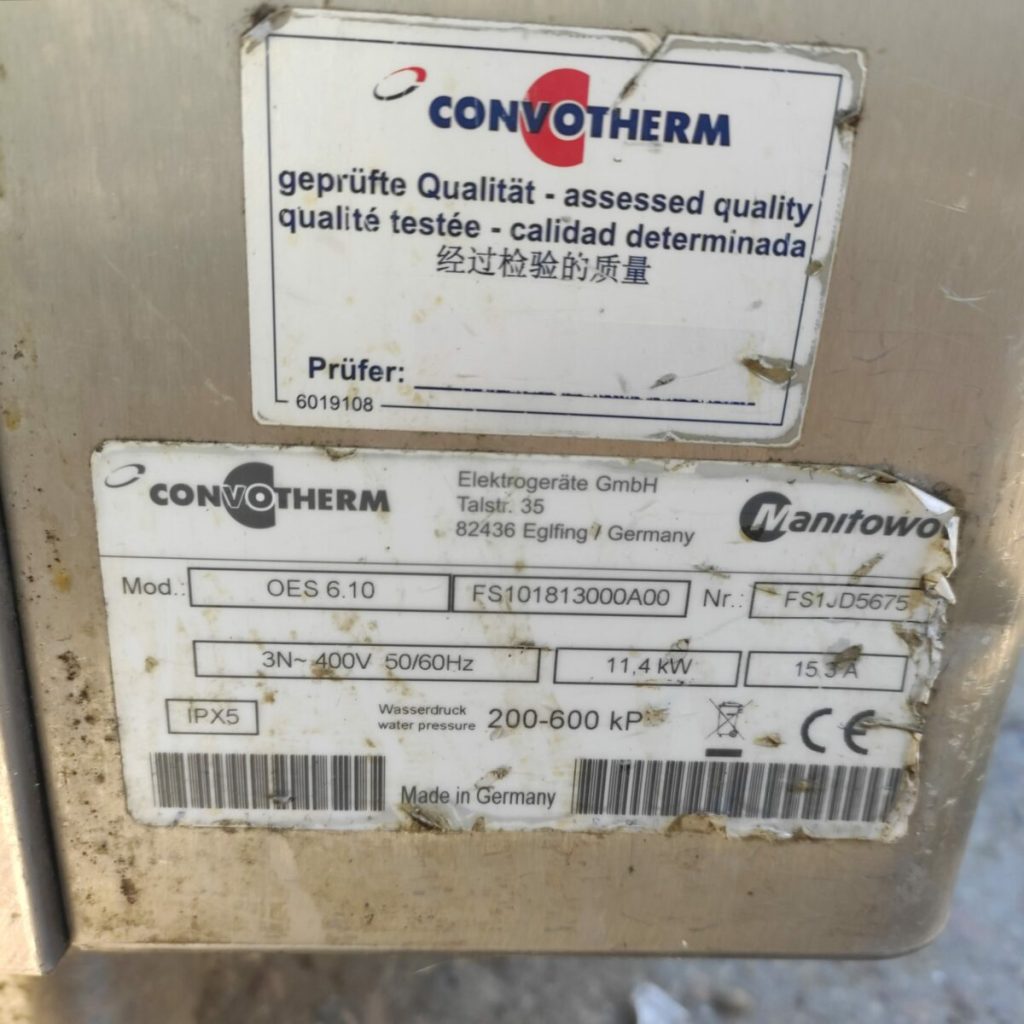 CONVOTHERM
geprüfte Qualität - assessed quality
qualité testée - calidad determinada
经过检验的质量
Prüfer:
6019108
CONVOTHERM
Elektrogeräte GmbH
Talstr. 35
82436 Eglfing / Germany
Manitowo
Mod.: OES 6.10 FS101813000A00 Nr.: FS1JD5675
3N~ 400V 50/60Hz 11,4 kW 15,3 A
IPX5
Wasserdruck
water pressure
200-600 kP
CE
Made in Germany